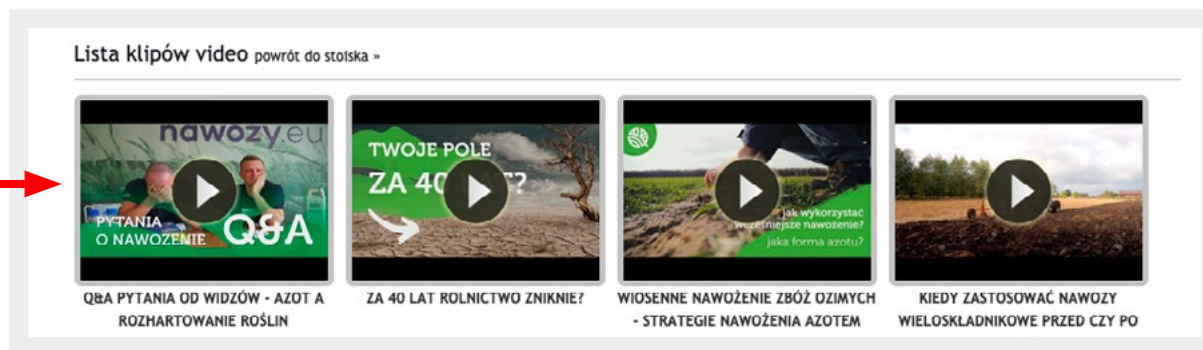 Lista klipów video powrót do stoiska »
nawozy.eu
PYTANIA
O NAWOŻENIE Q&A
TWOJE POLE
ZA 40 LAT?
jak wykorzystać
wcześniejsze nawożenie?
jaka forma azotu?
Q&A PYTANIA OD WIDZÓW - AZOT A
ROZHARTOWANIE ROŚLIN
ZA 40 LAT ROLNICTWO ZNIKNIE?
WIOSENNE NAWOŻENIE ZBÓŻ OZIMYCH
- STRATEGIE NAWOŻENIA AZOTEM
KIEDY ZASTOSOWAĆ NAWOZY
WIELOSKŁADNIKOWE PRZED CZY PO